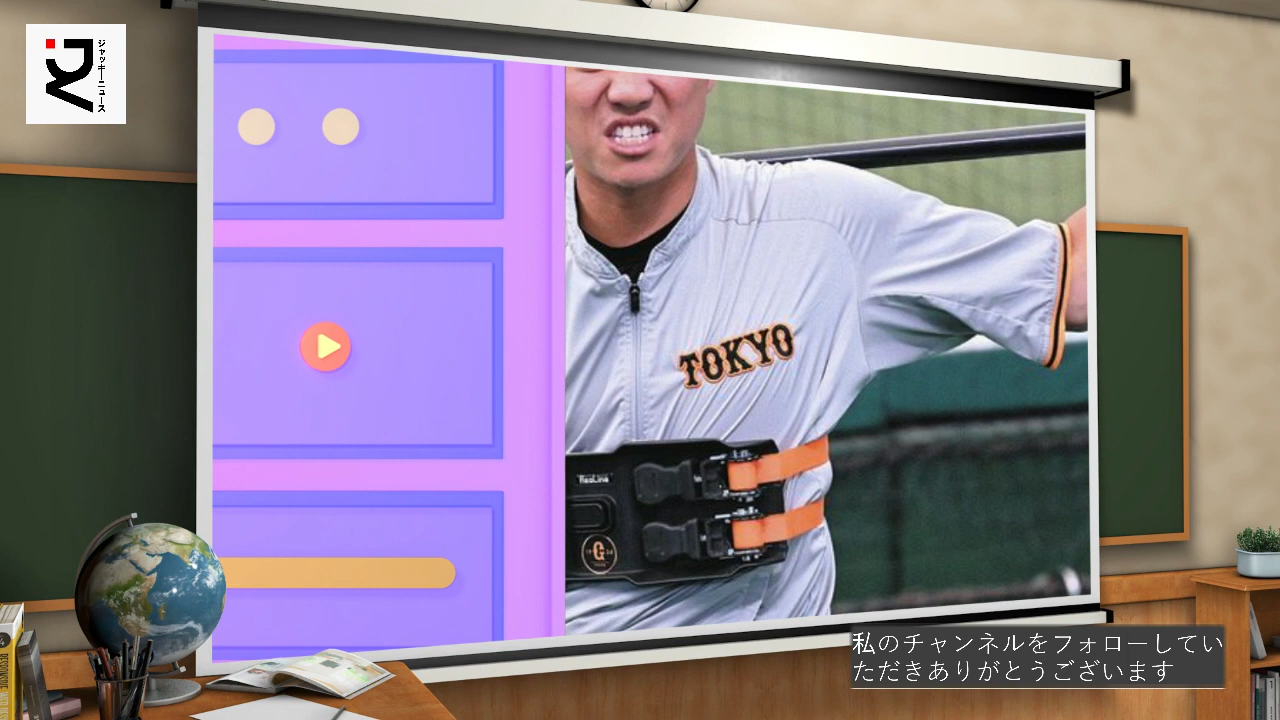 ジャッキーニュース
TOKYO
ReaLine
G
私のチャンネルをフォローしてい
ただきありがとうございます